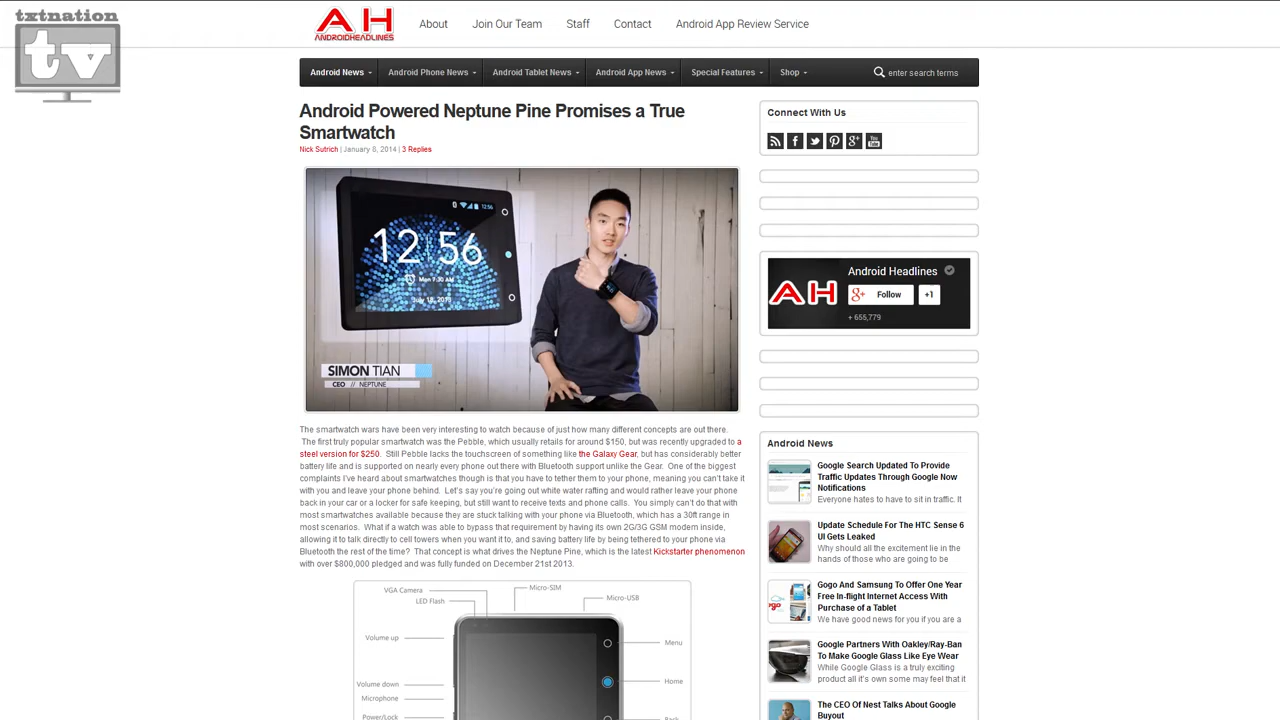 txtnation
tv
AH
ANDROIDHEADLINES
About Join Our Team Staff Contact Android App Review Service
Android News Android Phone News Android Tablet News Android App News Special Features Shop enter search terms
Android Powered Neptune Pine Promises a True
Smartwatch
Nick Sutrich | January 8, 2014 | 3 Replies
12:56
12 56
Mon 7:30 AM
July 18, 2013
SIMON TIAN
CEO // NEPTUNE
The smartwatch wars have been very interesting to watch because of just how many different concepts are out there.
The first truly popular smartwatch was the Pebble, which usually retails for around $150, but was recently upgraded to a
steel version for $250. Still Pebble lacks the touchscreen of something like the Galaxy Gear, but has considerably better
battery life and is supported on nearly every phone out there with Bluetooth support unlike the Gear. One of the biggest
complaints I've heard about smartwatches though is that you have to tether them to your phone, meaning you can't take it
with you and leave your phone behind. Let's say you're going out white water rafting and would rather leave your phone
back in your car or a locker for safe keeping, but still want to receive texts and phone calls. You simply can't do that with
most smartwatches available because they are stuck talking with your phone via Bluetooth, which has a 30ft range in
most scenarios. What if a watch was able to bypass that requirement by having its own 2G/3G GSM modem inside,
allowing it to talk directly to cell towers when you want it to, and saving battery life by being tethered to your phone via
Bluetooth the rest of the time? That concept is what drives the Neptune Pine, which is the latest Kickstarter phenomenon
with over $800,000 pledged and was fully funded on December 21st 2013.
VGA Camera
LED Flash
Micro-SIM
Micro-USB
Volume up
Menu
Volume down
Home
Microphone
Power/Lock
Back
Connect With Us
You Tube
AH
Android Headlines
Follow +1
+ 655,779
Android News
Google Search Updated To Provide
Traffic Updates Through Google Now
Notifications
Everyone hates to have to sit in traffic. It
Update Schedule For The HTC Sense 6
UI Gets Leaked
Why should all the excitement lie in the
hands of those who are going to be
Gogo And Samsung To Offer One Year
Free In-flight Internet Access With
Purchase of a Tablet
We have good news for you if you are a
Google Partners With Oakley/Ray-Ban
To Make Google Glass Like Eye Wear
While Google Glass is a truly exciting
product all it's own some may feel that it
The CEO Of Nest Talks About Google
Buyout